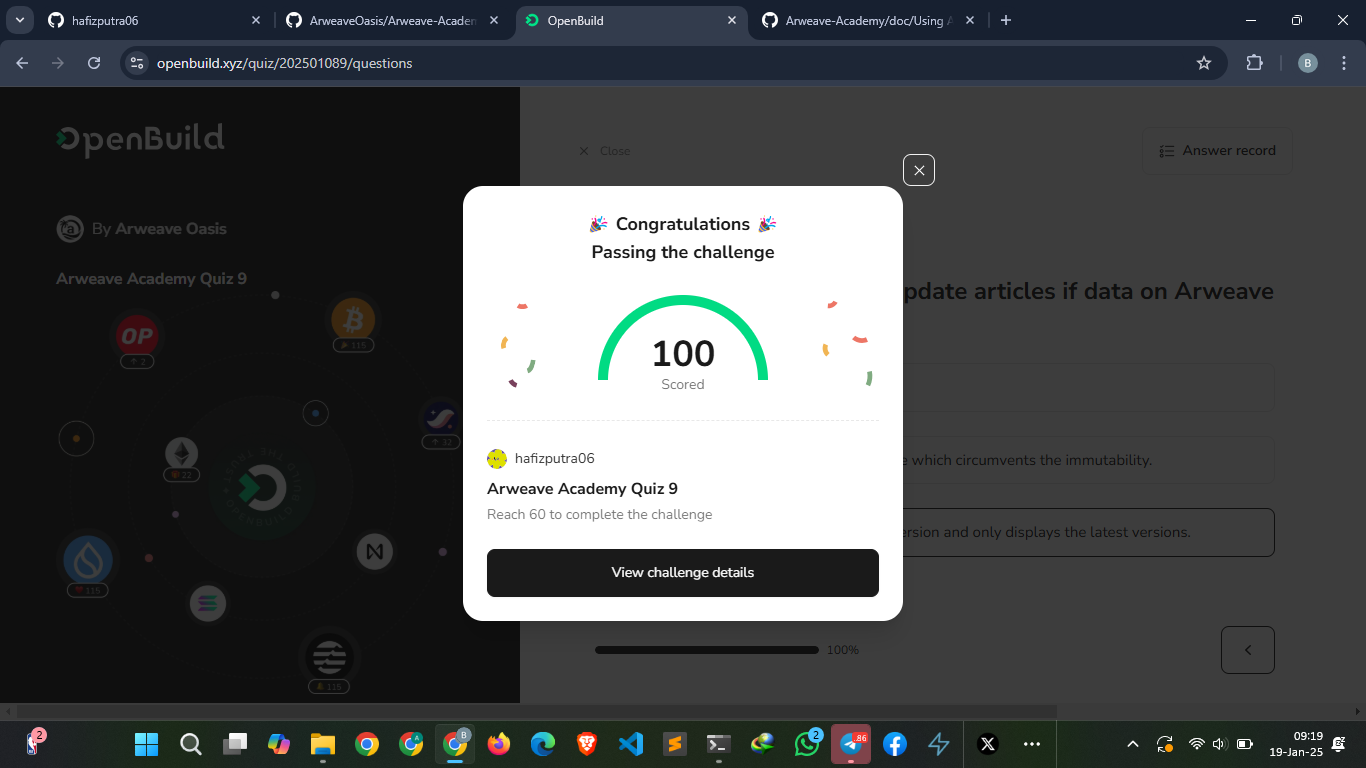 hafizputra06
ArweaveOasis/Arweave-Academ
OpenBuild
Arweave-Academy/doc/Using A
openbuild.xyz/quiz/202501089/questions
B
OpenBuild
Close
Answer record
By Arweave Oasis
Arweave Academy Quiz 9
pdate articles if data on Arweave
OP
2
115
32
22
e which circumvents the immutability.
ersion and only displays the latest versions.
115
115
100%
🎉 Congratulations 🎉
Passing the challenge
100
Scored
hafizputra06
Arweave Academy Quiz 9
Reach 60 to complete the challenge
View challenge details
2
A
B
2
.86
09:19
19-Jan-25